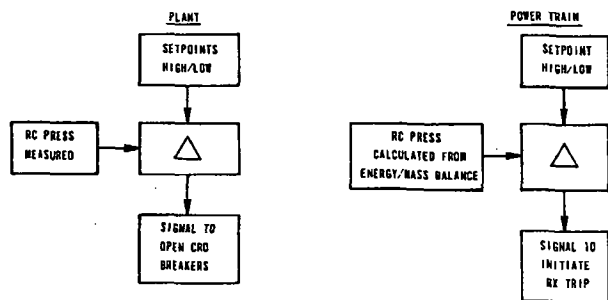 PLANT
SETPOINTS
HIGH/LOW
RC PRESS
MEASURED
SIGNAL TO
OPEN CRD
BREAKERS
POWER TRAIN
SETPOINT
HIGH/LOW
RC PRESS
CALCULATED FROM
ENERGY/MASS BALANCE
SIGNAL TO
INITIATE
RX TRIP